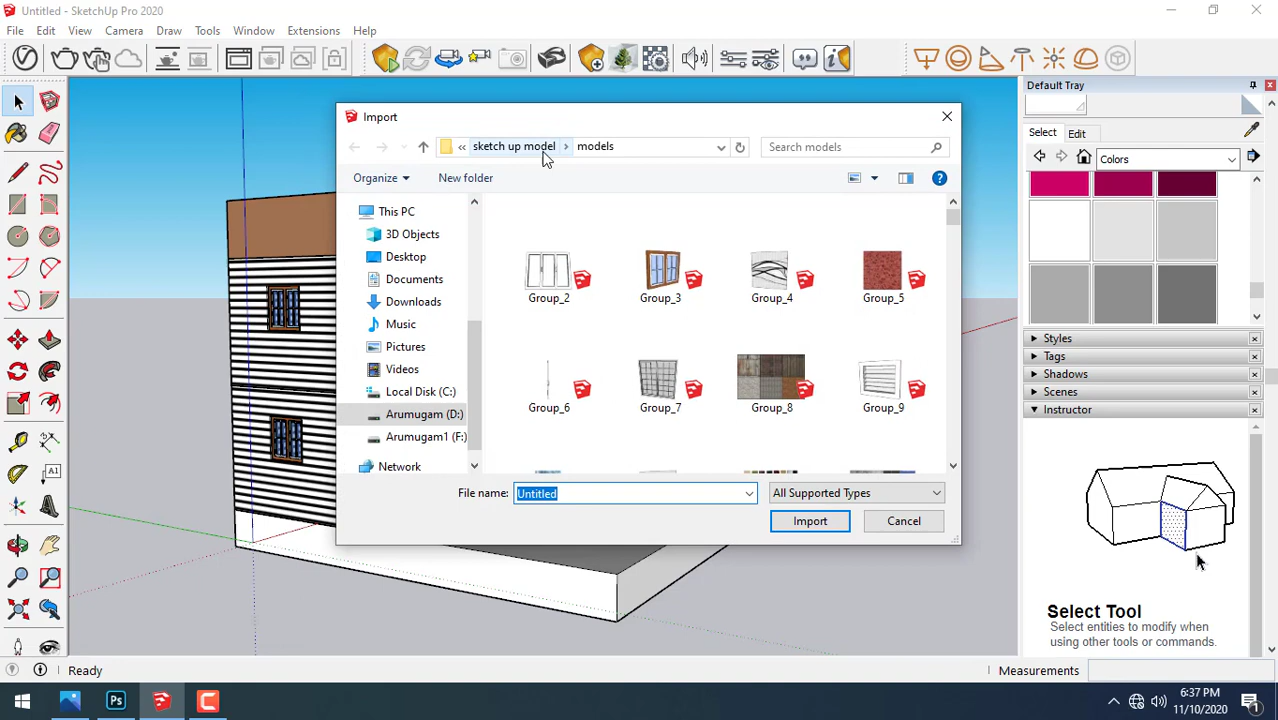 Untitled - SketchUp Pro 2020
File Edit View Camera Draw Tools Window Extensions Help
Import
« sketch up model › models
Search models
Organize New folder
This PC
3D Objects
Desktop
Documents
Downloads
Music
Pictures
Videos
Local Disk (C:)
Arumugam (D:)
Arumugam1 (F:)
Network
Group_2 Group_3 Group_4 Group_5
Group_6 Group_7 Group_8 Group_9
File name: Untitled All Supported Types
Import Cancel
Default Tray
Select Edit
Colors
Styles
Tags
Shadows
Scenes
Instructor
Select Tool
Select entities to modify when
using other tools or commands.
Ready
Measurements
Ps
6:37 PM
11/10/2020
1